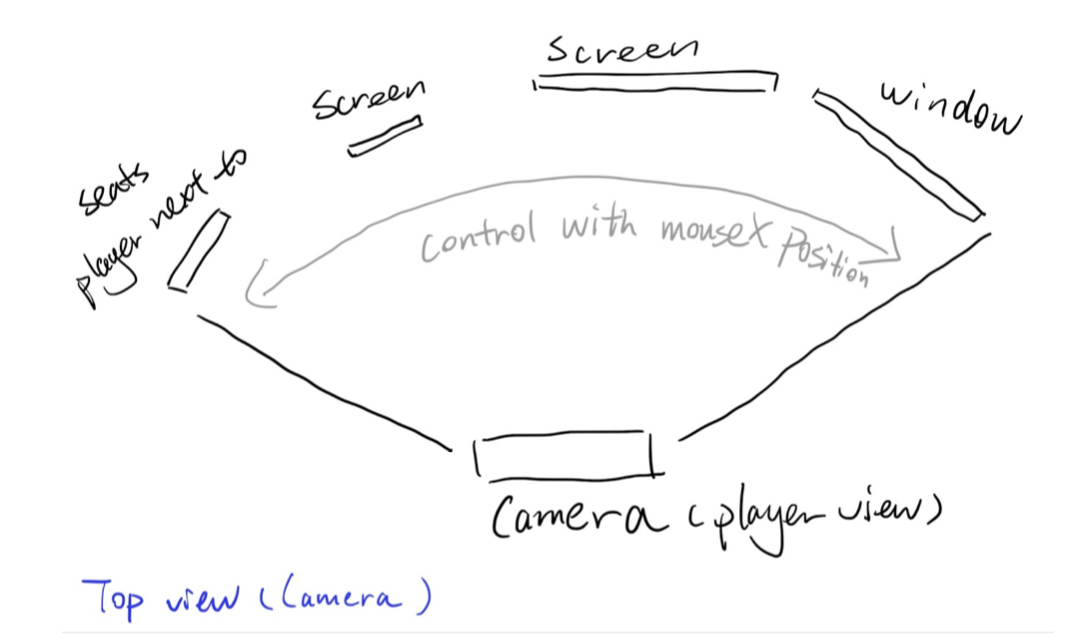 Screen
Screen
window
seats
player next to
control with mouseX Position
Camera (player view)
Top view (Camera)